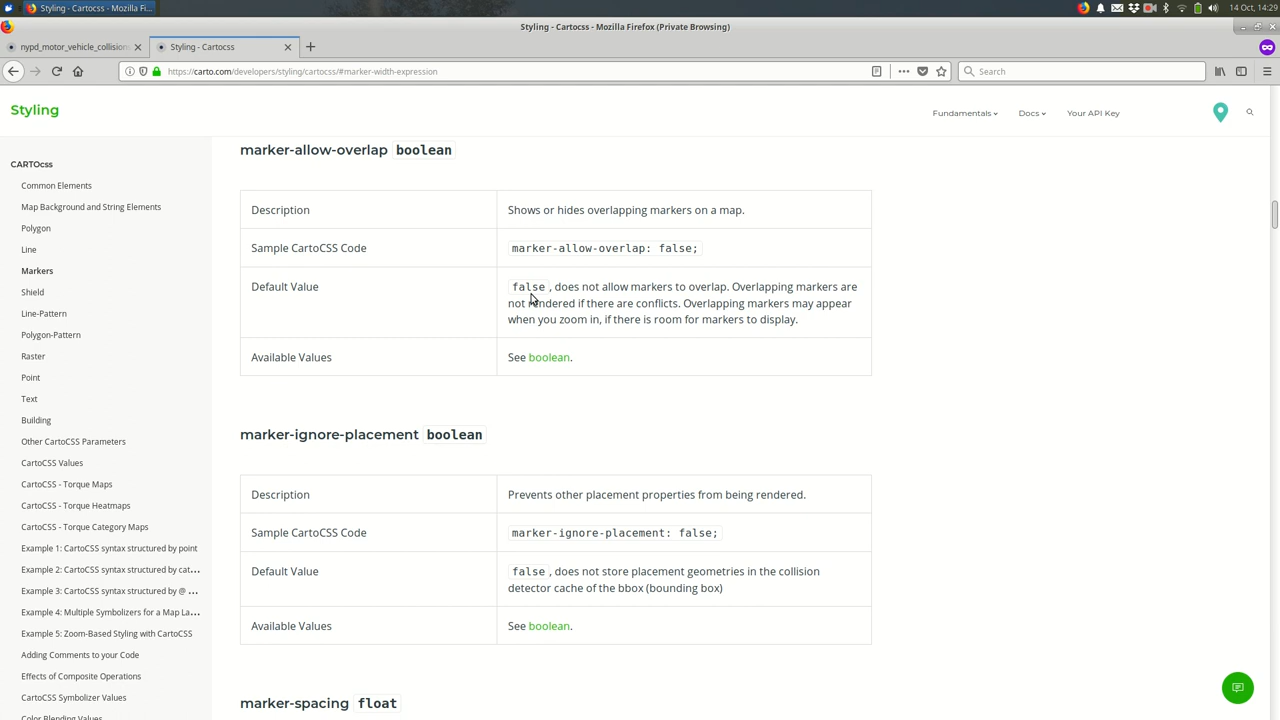 Styling - Cartocss - Mozilla Fi...
14 Oct, 14:29
Styling - Cartocss - Mozilla Firefox (Private Browsing)
nypd_motor_vehicle_collisions
Styling - Cartocss
https://carto.com/developers/styling/cartocss/#marker-width-expression
Search
Styling
Fundamentals
Docs
Your API Key
CARTOcss
Common Elements
Map Background and String Elements
Polygon
Line
Markers
Shield
Line-Pattern
Polygon-Pattern
Raster
Point
Text
Building
Other CartoCSS Parameters
CartoCSS Values
CartoCSS - Torque Maps
CartoCSS - Torque Heatmaps
CartoCSS - Torque Category Maps
Example 1: CartoCSS syntax structured by point
Example 2: CartoCSS syntax structured by cat...
Example 3: CartoCSS syntax structured by @ ...
Example 4: Multiple Symbolizers for a Map La...
Example 5: Zoom-Based Styling with CartoCSS
Adding Comments to your Code
Effects of Composite Operations
CartoCSS Symbolizer Values
Color Blending Values
marker-allow-overlap boolean
Description
Shows or hides overlapping markers on a map.
Sample CartoCSS Code
marker-allow-overlap: false;
Default Value
false , does not allow markers to overlap. Overlapping markers are
not rendered if there are conflicts. Overlapping markers may appear
when you zoom in, if there is room for markers to display.
Available Values
See boolean.
marker-ignore-placement boolean
Description
Prevents other placement properties from being rendered.
Sample CartoCSS Code
marker-ignore-placement: false;
Default Value
false , does not store placement geometries in the collision
detector cache of the bbox (bounding box)
Available Values
See boolean.
marker-spacing float